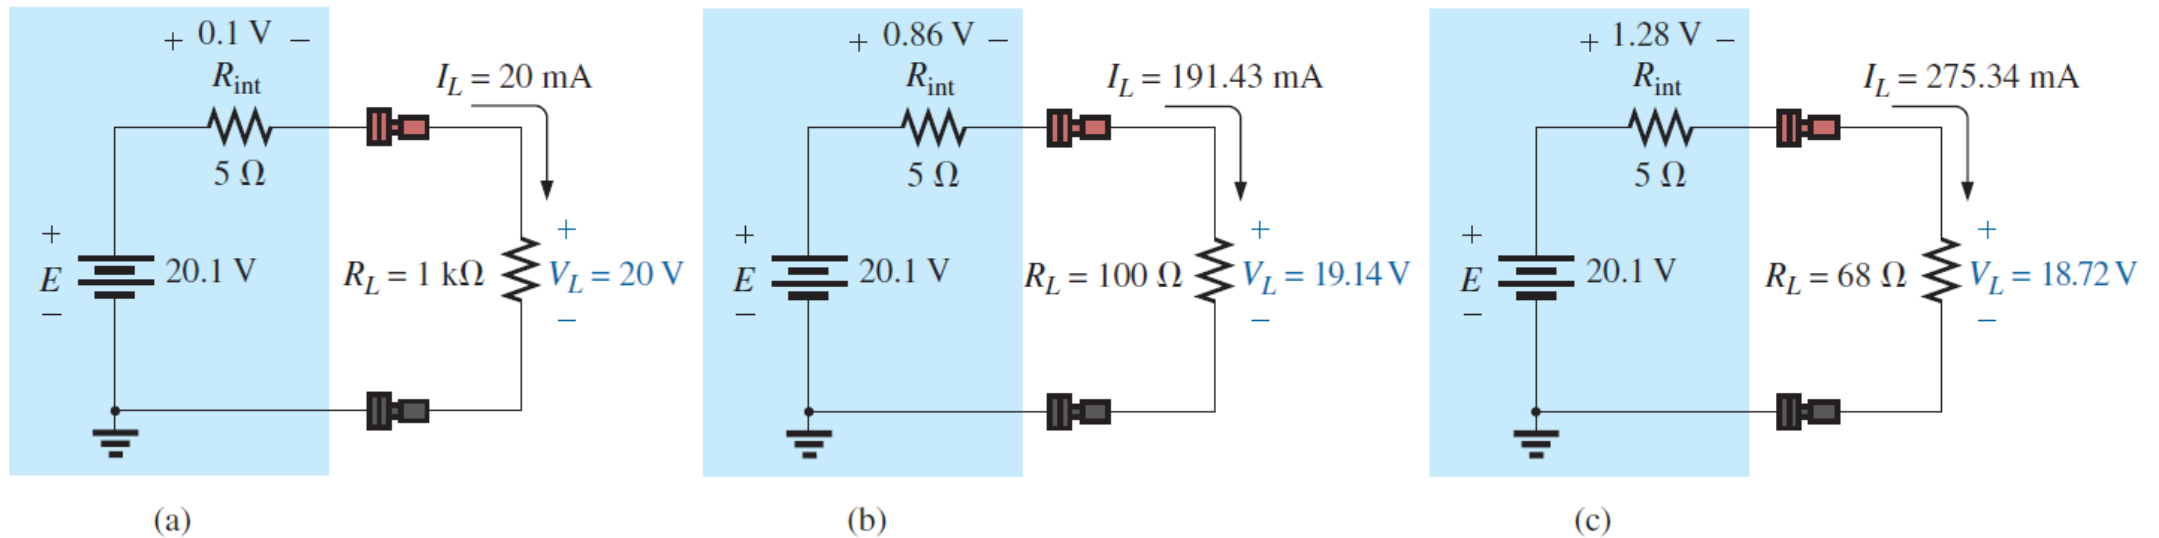 + 0.1 V −
R_int
I_L = 20 mA
5 Ω
+
E
−
20.1 V
R_L = 1 kΩ
+
V_L = 20 V
−
(a)
+ 0.86 V −
R_int
I_L = 191.43 mA
5 Ω
+
E
−
20.1 V
R_L = 100 Ω
+
V_L = 19.14 V
−
(b)
+ 1.28 V −
R_int
I_L = 275.34 mA
5 Ω
+
E
−
20.1 V
R_L = 68 Ω
+
V_L = 18.72 V
−
(c)